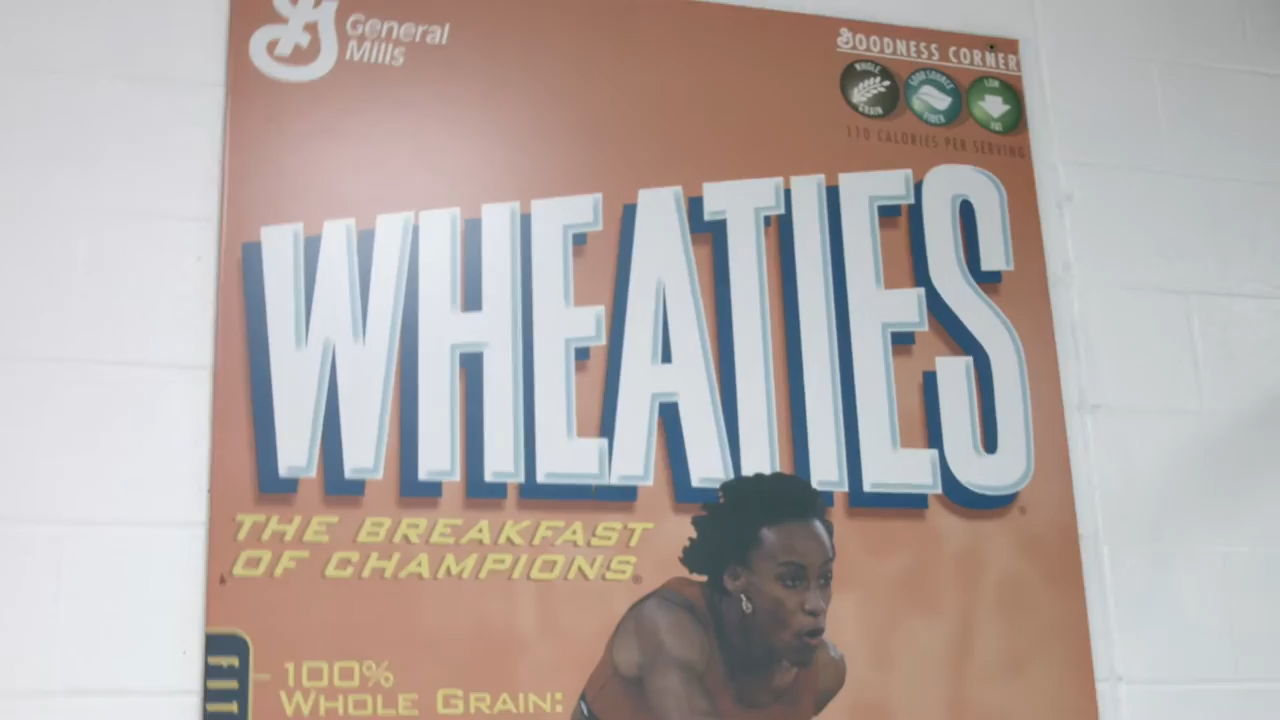 General
Mills
GOODNESS CORNER
WHOLE GRAIN
GOOD SOURCE FIBER
LOW FAT
110 CALORIES PER SERVING
WHEATIES
THE BREAKFAST
OF CHAMPIONS
100%
WHOLE GRAIN: